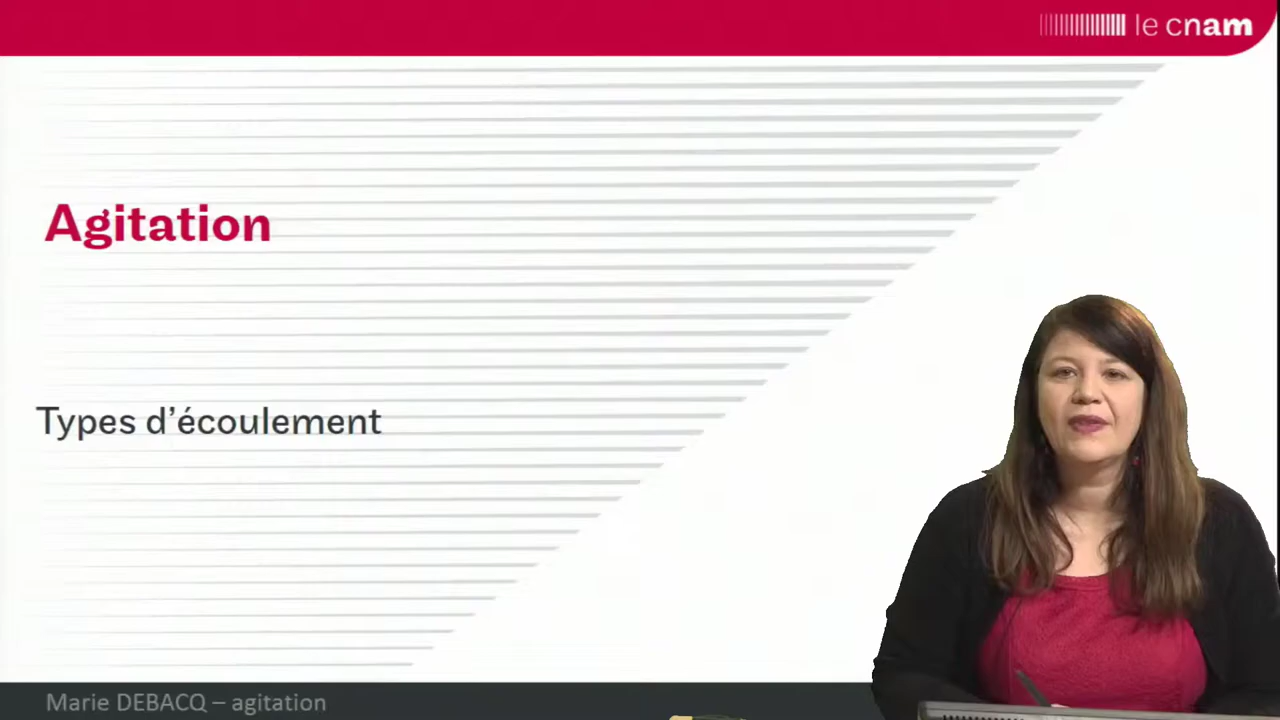 le cnam
Agitation
Types d’écoulement
Marie DEBACQ – agitation